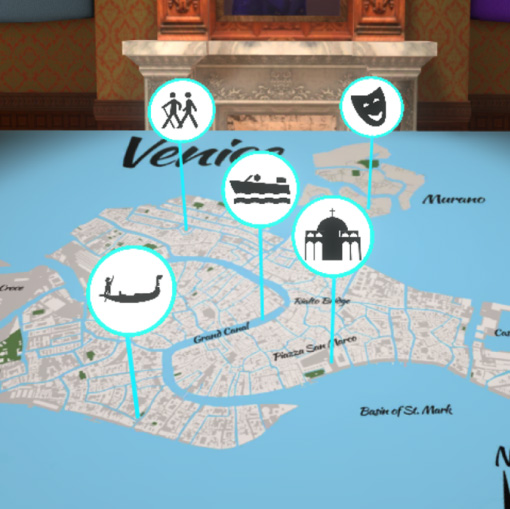 Venice
Murano
Rialto Bridge
Grand Canal
Piazza San Marco
Basin of St. Mark